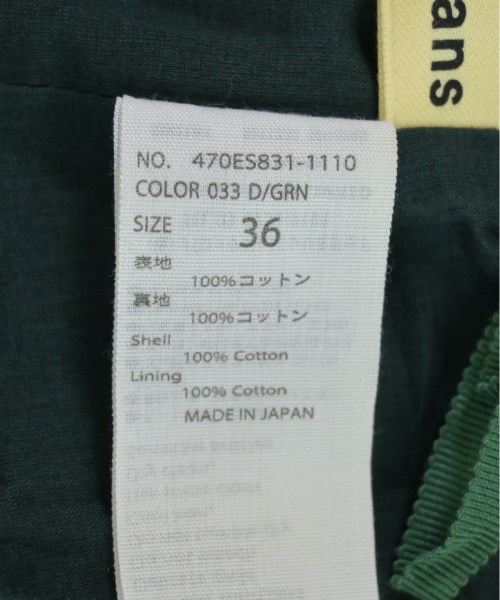 ans
NO. 470ES831-1110
COLOR 033 D/GRN
SIZE 36
表地
100%コットン
裏地
100%コットン
Shell
100% Cotton
Lining
100% Cotton
MADE IN JAPAN